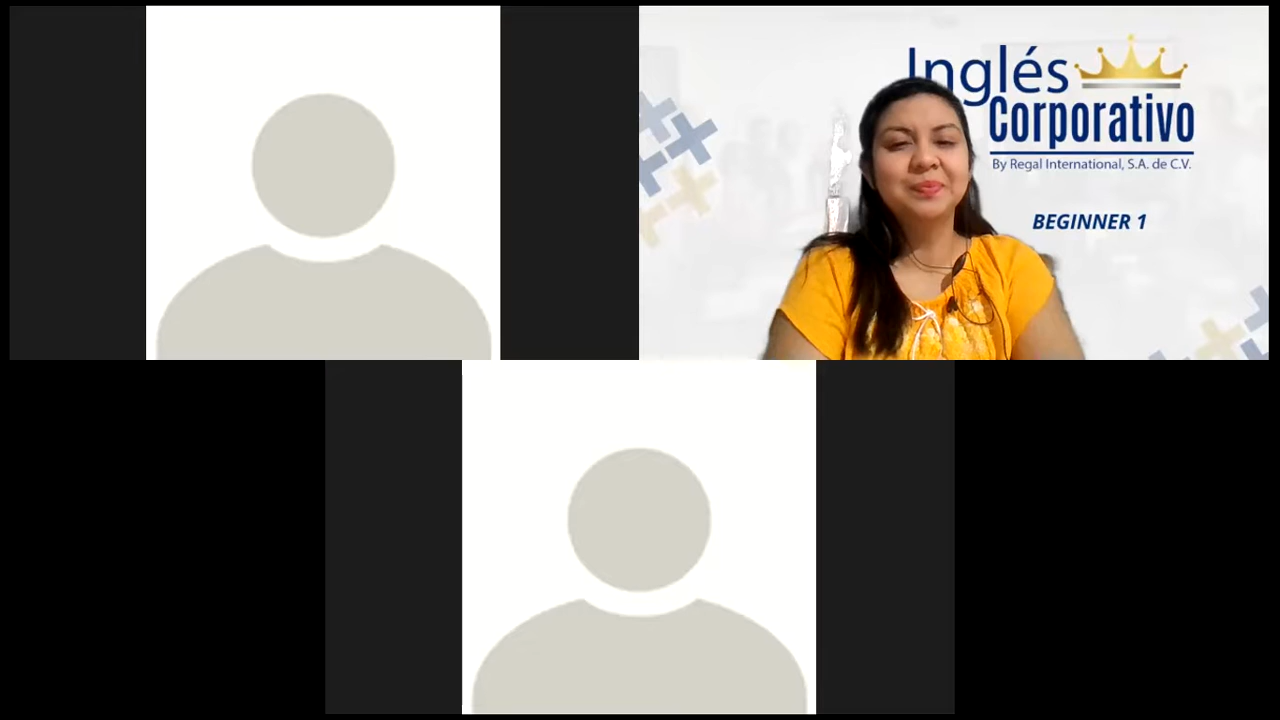 Inglés
Corporativo
By Regal International, S.A. de C.V.
BEGINNER 1